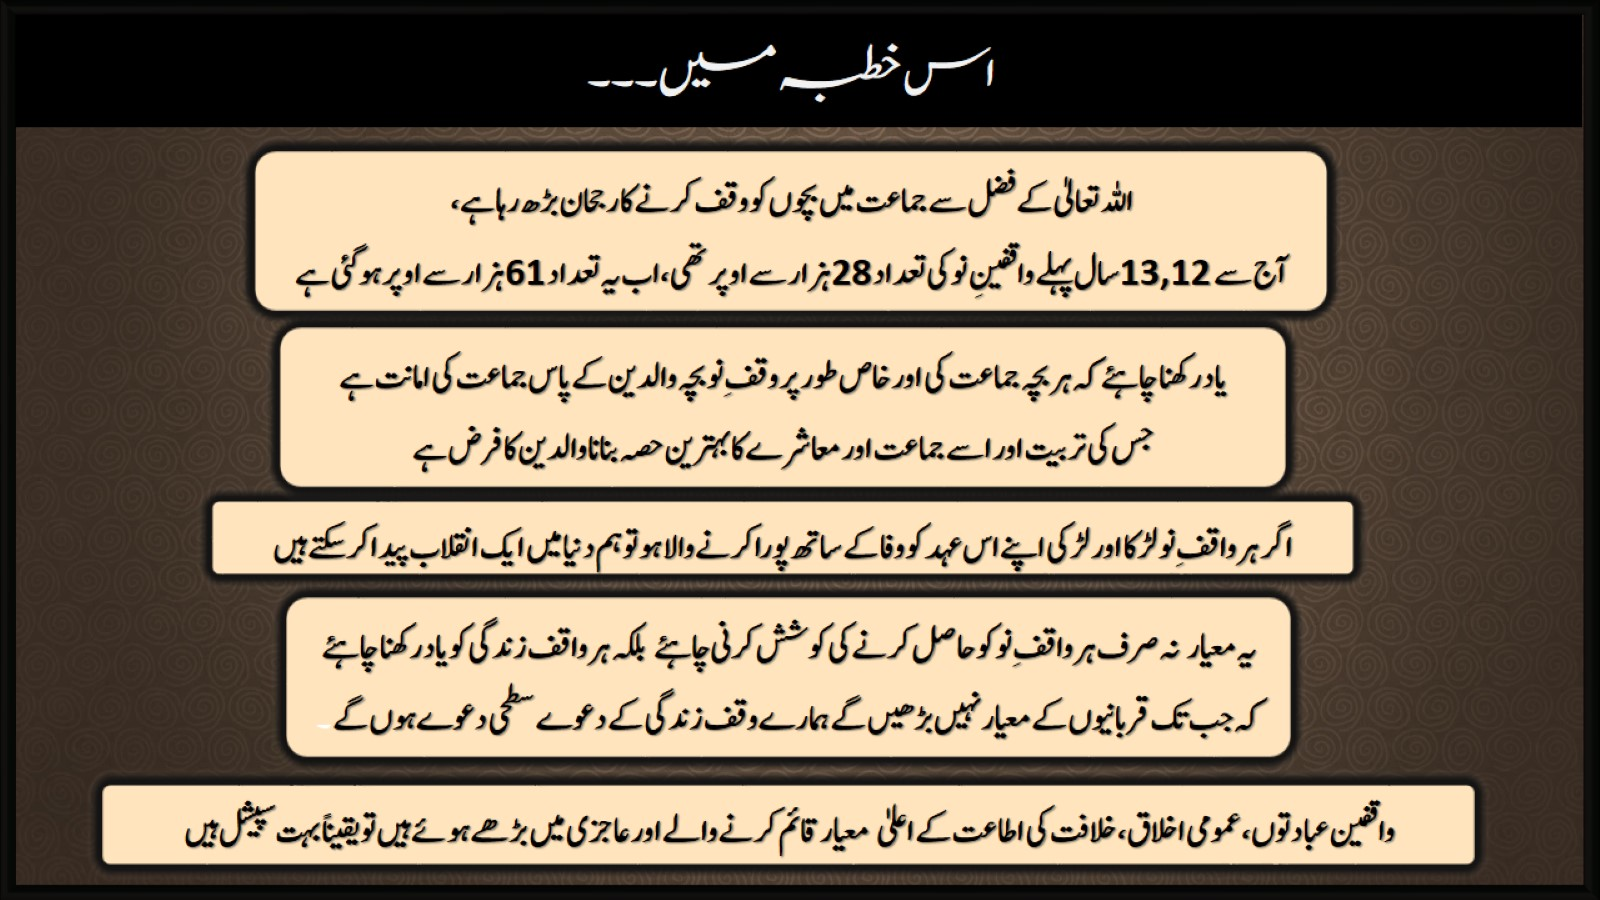 اس خطبہ میں۔۔۔
اللہ تعالیٰ کے فضل سے جماعت میں بچوں کو وقف کرنے کا رجحان بڑھ رہا ہے،
آج سے 13,12 سال پہلے واقفینِ نو کی تعداد 28 ہزار سے اوپر تھی، اب یہ تعداد 61 ہزار سے اوپر ہو گئی ہے
یاد رکھنا چاہئے کہ ہر بچہ جماعت کی اور خاص طور پر وقفِ نو بچہ والدین کے پاس جماعت کی امانت ہے
جس کی تربیت اور اسے جماعت اور معاشرے کا بہترین حصہ بنانا والدین کا فرض ہے
اگر ہر واقفِ نو لڑکا اور لڑکی اپنے اس عہد کو وفا کے ساتھ پورا کرنے والا ہو تو ہم دنیا میں ایک انقلاب پیدا کر سکتے ہیں
یہ معیار نہ صرف ہر واقفِ نو کو حاصل کرنے کی کوشش کرنی چاہئے بلکہ ہر واقف زندگی کو یاد رکھنا چاہئے
کہ جب تک قربانیوں کے معیار نہیں بڑھیں گے ہمارے وقف زندگی کے دعوے سطحی دعوے ہوں گے۔
واقفین عبادتوں، عمومی اخلاق، خلافت کی اطاعت کے اعلیٰ معیار قائم کرنے والے اور عاجزی میں بڑھے ہوئے ہیں تو یقیناً بہت سپیشل ہیں